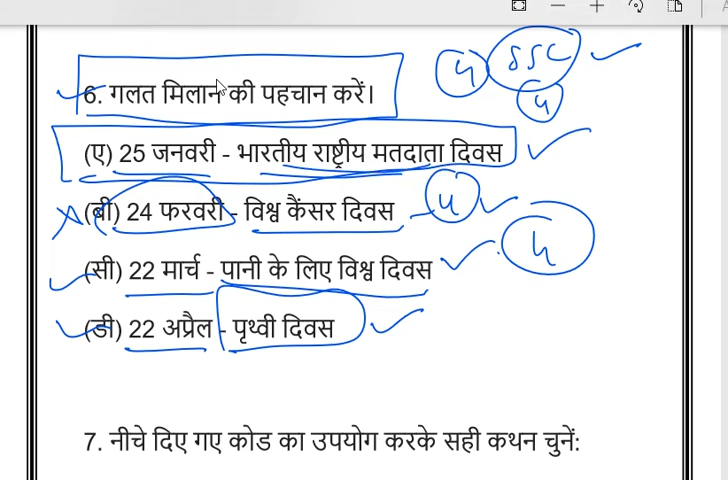 SSC
6. गलत मिलान की पहचान करें।
(ए) 25 जनवरी - भारतीय राष्ट्रीय मतदाता दिवस
(बी) 24 फरवरी - विश्व कैंसर दिवस
(सी) 22 मार्च - पानी के लिए विश्व दिवस
(डी) 22 अप्रैल - पृथ्वी दिवस
7. नीचे दिए गए कोड का उपयोग करके सही कथन चुनें: